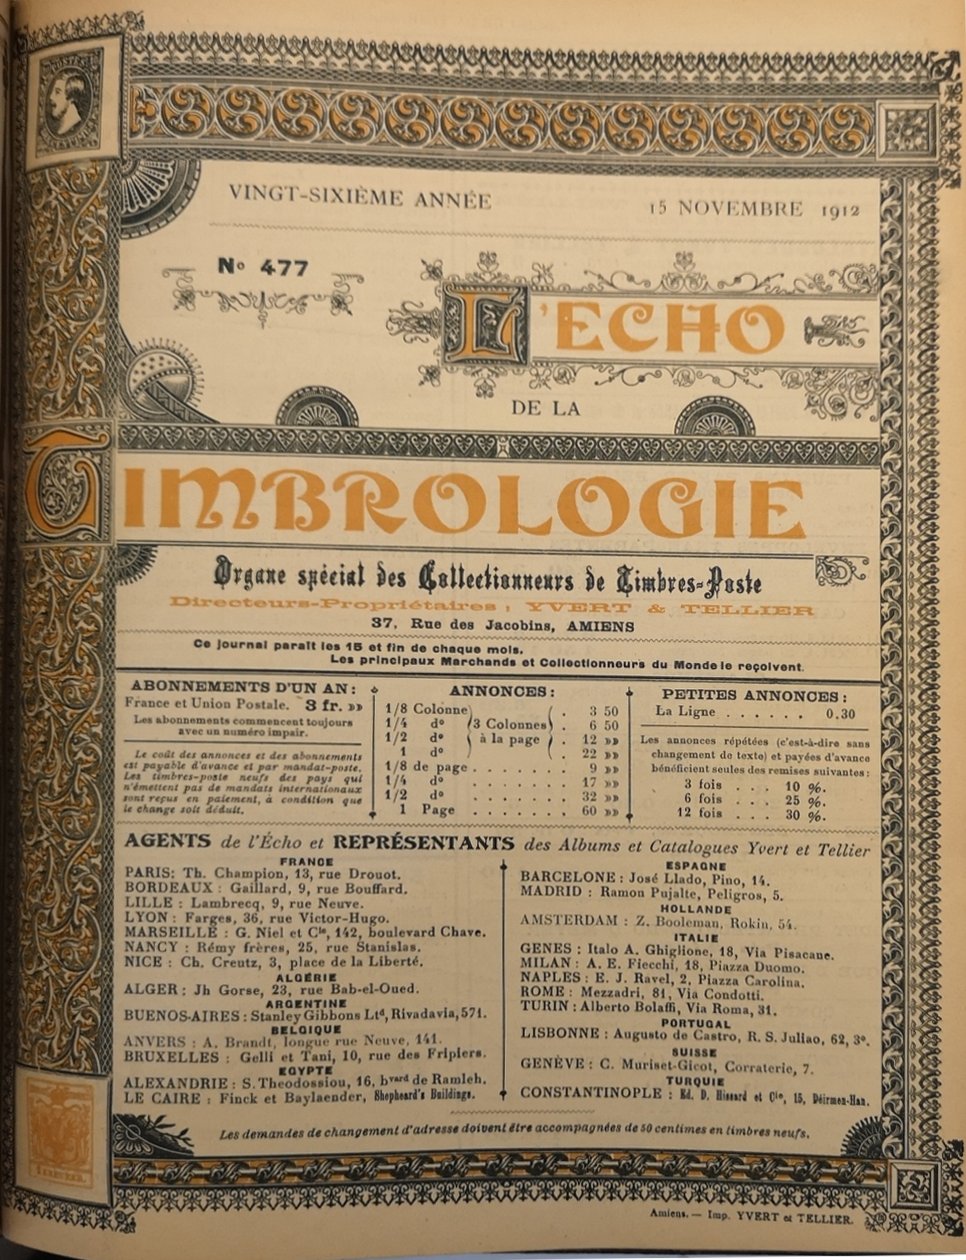 VINGT-SIXIÈME ANNÉE
15 NOVEMBRE 1912
No 477
L'ECHO
DE LA
TIMBROLOGIE
Organe spécial des Collectionneurs de Timbres-Poste
Directeurs-Propriétaires : YVERT & TELLIER
37, Rue des Jacobins, AMIENS
Ce journal paraît les 15 et fin de chaque mois.
Les principaux Marchands et Collectionneurs du Monde le reçoivent.
ABONNEMENTS D'UN AN :
France et Union Postale. 3 fr. »»
Les abonnements commencent toujours
avec un numéro impair.
Le coût des annonces et des abonnements
est payable d'avance et par mandat-poste.
Les timbres-poste neufs des pays qui
n'émettent pas de mandats internationaux
sont reçus en paiement, à condition que
le change soit déduit.
ANNONCES :
1/8 Colonne . 3 50
1/4 do 3 Colonnes . 6 50
1/2 do à la page . 12 »»
1 do . 22 »»
1/8 de page . . . . . . . 9 »»
1/4 do . . . . . . . 17 »»
1/2 do . . . . . . . 32 »»
1 Page . . . . . . . 60 »»
PETITES ANNONCES :
La Ligne . . . . . . 0.30
Les annonces répétées (c'est-à-dire sans
changement de texte) et payées d'avance
bénéficient seules des remises suivantes :
3 fois . . . 10 %.
6 fois . . . 25 %.
12 fois . . . 30 %.
AGENTS de l'Écho et REPRÉSENTANTS des Albums et Catalogues Yvert et Tellier
FRANCE
PARIS: Th. Champion, 13, rue Drouot.
BORDEAUX : Gaillard, 9, rue Bouffard.
LILLE : Lambrecq, 9, rue Neuve.
LYON : Farges, 36, rue Victor-Hugo.
MARSEILLE : G. Niel et Cie, 142, boulevard Chave.
NANCY : Rémy frères, 25, rue Stanislas.
NICE : Ch. Creutz, 3, place de la Liberté.
ALGÉRIE
ALGER : Jh Gorse, 23, rue Bab-el-Oued.
ARGENTINE
BUENOS-AIRES : Stanley Gibbons Ltd, Rivadavia, 571.
BELGIQUE
ANVERS : A. Brandt, longue rue Neuve, 141.
BRUXELLES : Gelli et Tani, 10, rue des Fripiers.
EGYPTE
ALEXANDRIE : S. Theodossiou, 16, bvard de Ramleh.
LE CAIRE : Finck et Baylaender, Shepheard's Buildings.
ESPAGNE
BARCELONE : José Llado, Pino, 14.
MADRID : Ramon Pujalte, Peligros, 5.
HOLLANDE
AMSTERDAM : Z. Booleman, Rokin, 54.
ITALIE
GENES : Italo A. Ghiglione, 18, Via Pisacane.
MILAN : A. E. Fiecchi, 18, Piazza Duomo.
NAPLES : E. J. Ravel, 2, Piazza Carolina.
ROME : Mezzadri, 81, Via Condotti.
TURIN : Alberto Bolaffi, Via Roma, 31.
PORTUGAL
LISBONNE : Augusto de Castro, R. S. Juliao, 62, 3o.
SUISSE
GENÈVE : C. Muriset-Gicot, Corraterie, 7.
TURQUIE
CONSTANTINOPLE : Ed. D. Hissard et Cie, 15, Déirmen-Han.
Les demandes de changement d'adresse doivent être accompagnées de 50 centimes en timbres neufs.
Amiens. — Imp. YVERT et TELLIER.